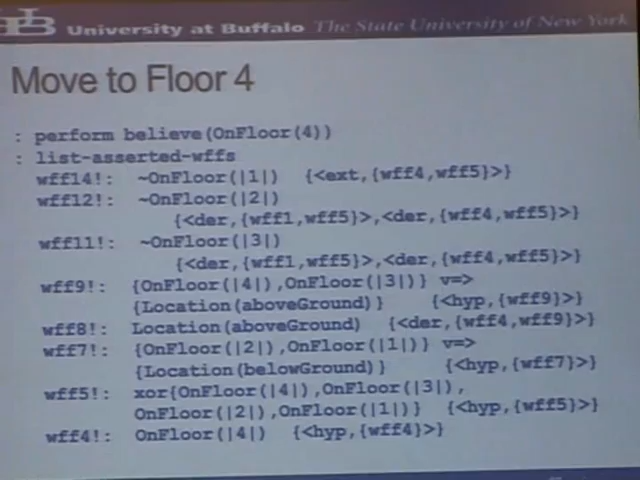 University at Buffalo The State University of New York
Move to Floor 4
: perform believe(OnFloor(4))
: list-asserted-wffs
wff14!: ~OnFloor(|1|) {<ext,{wff4,wff5}>}
wff12!: ~OnFloor(|2|)
{<der,{wff1,wff5}>,<der,{wff4,wff5}>}
wff11!: ~OnFloor(|3|)
{<der,{wff1,wff5}>,<der,{wff4,wff5}>}
wff9!: {OnFloor(|4|),OnFloor(|3|)} v=>
{Location(aboveGround)} {<hyp,{wff9}>}
wff8!: Location(aboveGround) {<der,{wff4,wff9}>}
wff7!: {OnFloor(|2|),OnFloor(|1|)} v=>
{Location(belowGround)} {<hyp,{wff7}>}
wff5!: xor{OnFloor(|4|),OnFloor(|3|),
OnFloor(|2|),OnFloor(|1|)} {<hyp,{wff5}>}
wff4!: OnFloor(|4|) {<hyp,{wff4}>}